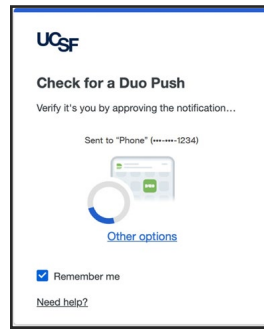 UCSF
Check for a Duo Push
Verify it's you by approving the notification...
Sent to "Phone" (•••-•••-1234)
Other options
Remember me
Need help?